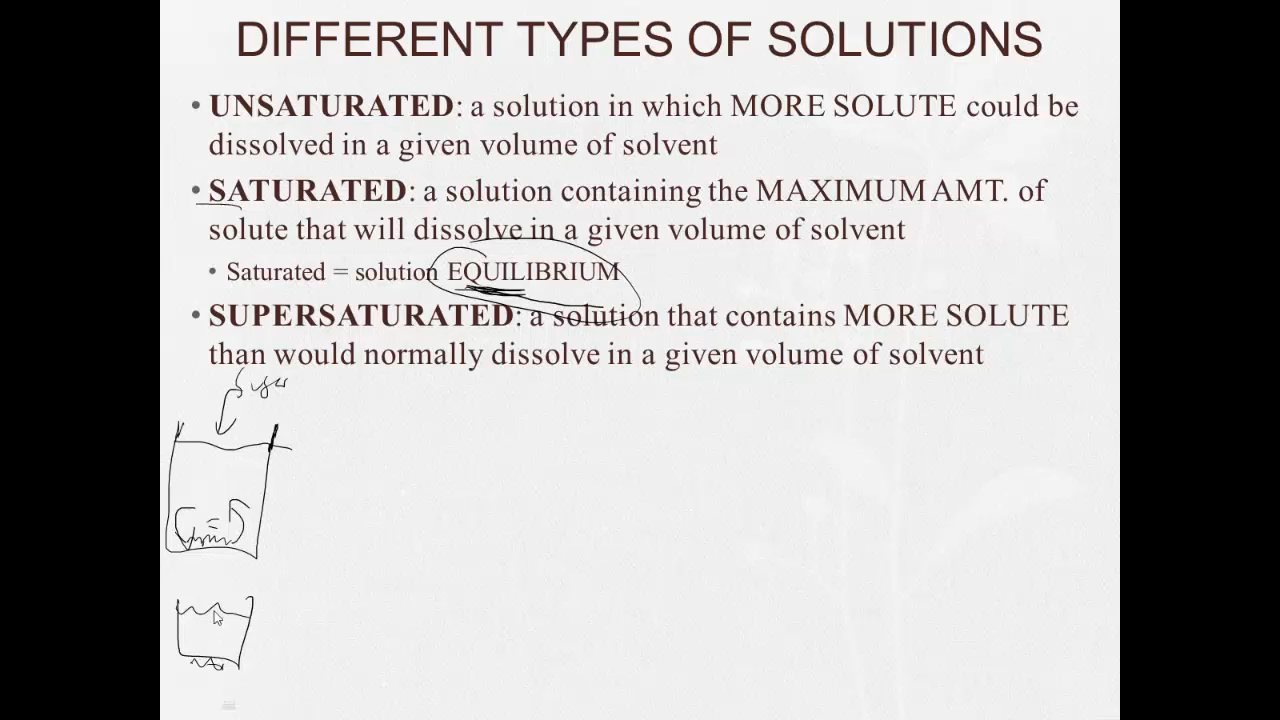 DIFFERENT TYPES OF SOLUTIONS
• UNSATURATED: a solution in which MORE SOLUTE could be
dissolved in a given volume of solvent
• SATURATED: a solution containing the MAXIMUM AMT. of
solute that will dissolve in a given volume of solvent
• Saturated = solution EQUILIBRIUM
• SUPERSATURATED: a solution that contains MORE SOLUTE
than would normally dissolve in a given volume of solvent